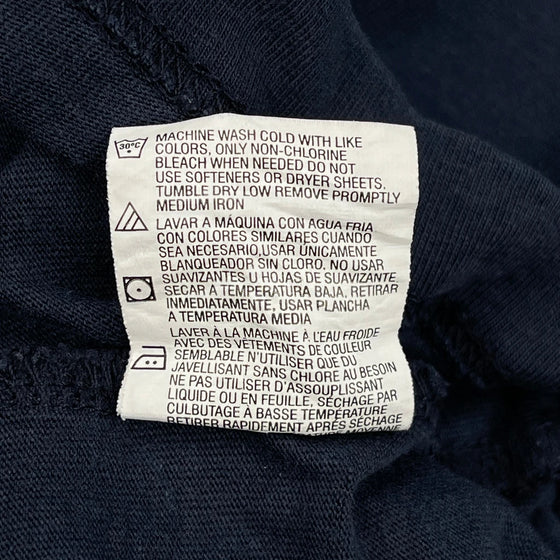 30°C
MACHINE WASH COLD WITH LIKE
COLORS, ONLY NON-CHLORINE
BLEACH WHEN NEEDED DO NOT
USE SOFTENERS OR DRYER SHEETS.
TUMBLE DRY LOW REMOVE PROMPTLY
MEDIUM IRON
LAVAR A MÁQUINA CON AGUA FRIA
CON COLORES SIMILARES CUANDO
SEA NECESARIO,USAR ÚNICAMENTE
BLANQUEADOR SIN CLORO. NO USAR
SUAVIZANTES U HOJAS DE SUAVIZANTE.
SECAR A TEMPERATURA BAJA, RETIRAR
INMEDIATAMENTE, USAR PLANCHA
A TEMPERATURA MEDIA
LAVER À LA MACHINE À L'EAU FROIDE
AVEC DES VÊTEMENTS DE COULEUR
SEMBLABLE N'UTILISER QUE DU
JAVELLISANT SANS CHLORE AU BESOIN
NE PAS UTILISER D'ASSOUPLISSANT
LIQUIDE OU EN FEUILLE, SÉCHAGE PAR
CULBUTAGE À BASSE TEMPÉRATURE
RETIRER RAPIDEMENT APRÉS SÉCHAGE